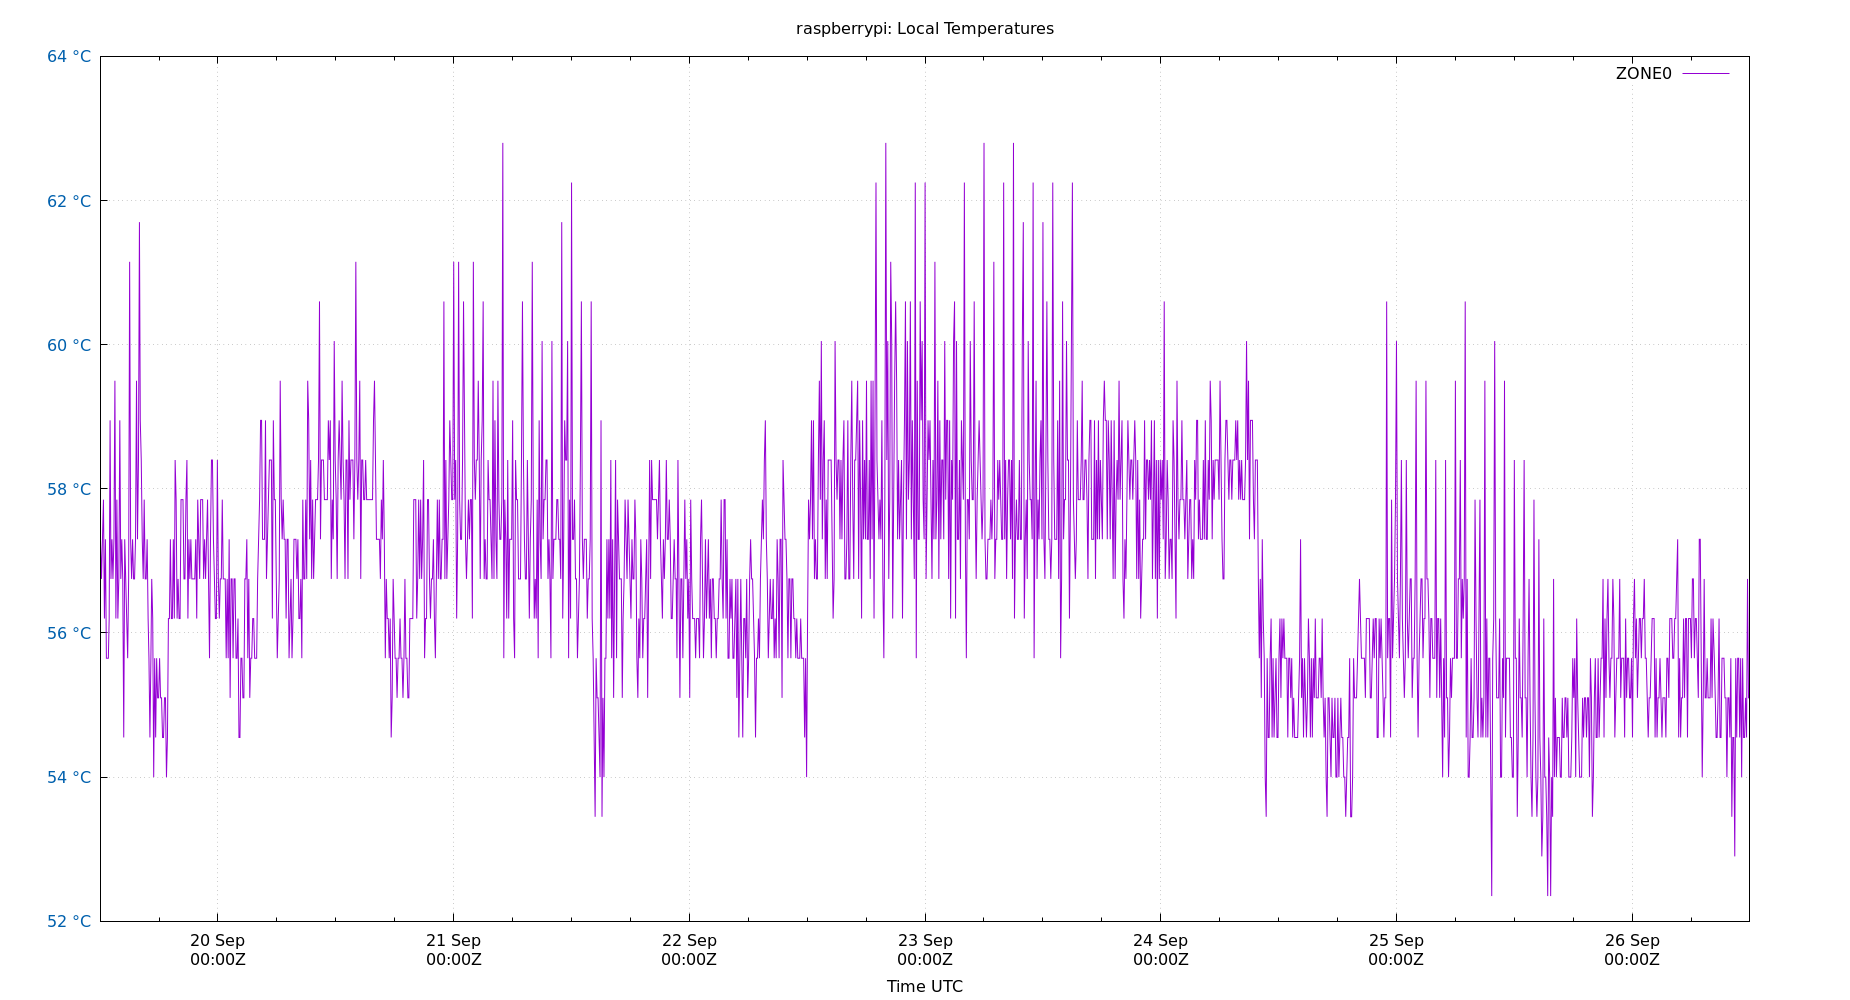 raspberrypi: Local Temperatures
64 °C
ZONE0
62 °C
60 °C
58 °C
56 °C
54 °C
52 °C
20 Sep 21 Sep 22 Sep 23 Sep 24 Sep 25 Sep 26 Sep
00:00Z 00:00Z 00:00Z 00:00Z 00:00Z 00:00Z 00:00Z
Time UTC